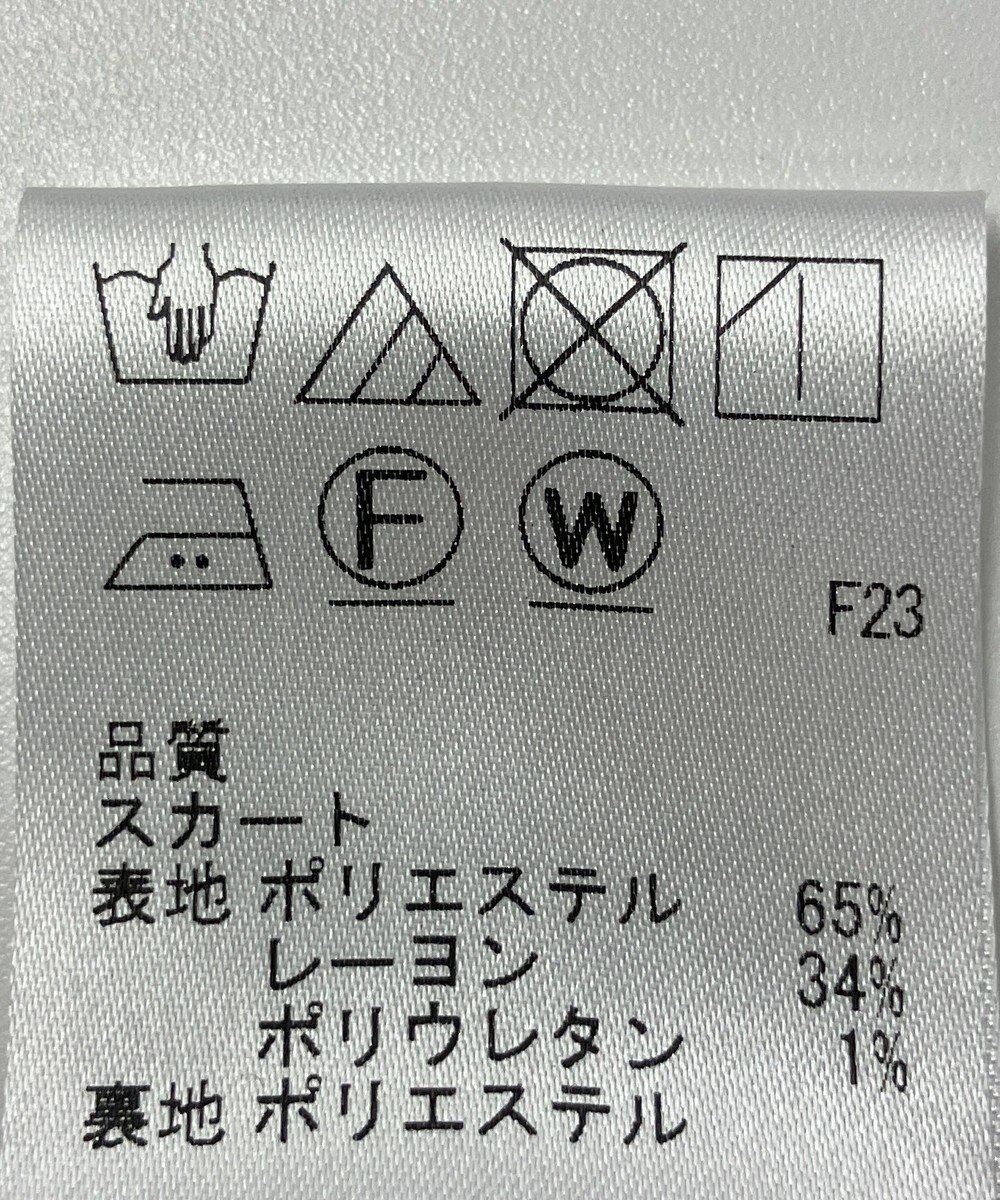 F W
F23
品質
スカート
表地 ポリエステル 65%
レーヨン 34%
ポリウレタン 1%
裏地 ポリエステル